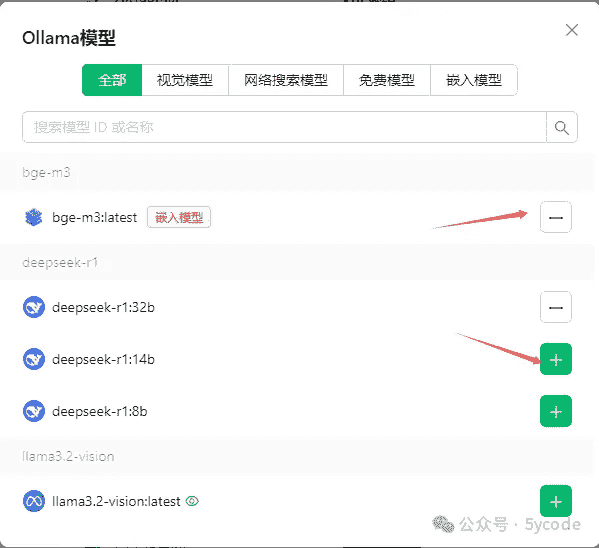 Ollama模型
全部 视觉模型 网络搜索模型 免费模型 嵌入模型
搜索模型 ID 或名称
bge-m3
bge-m3:latest 嵌入模型
deepseek-r1
deepseek-r1:32b
deepseek-r1:14b
deepseek-r1:8b
llama3.2-vision
llama3.2-vision:latest
公众号 · 5ycode